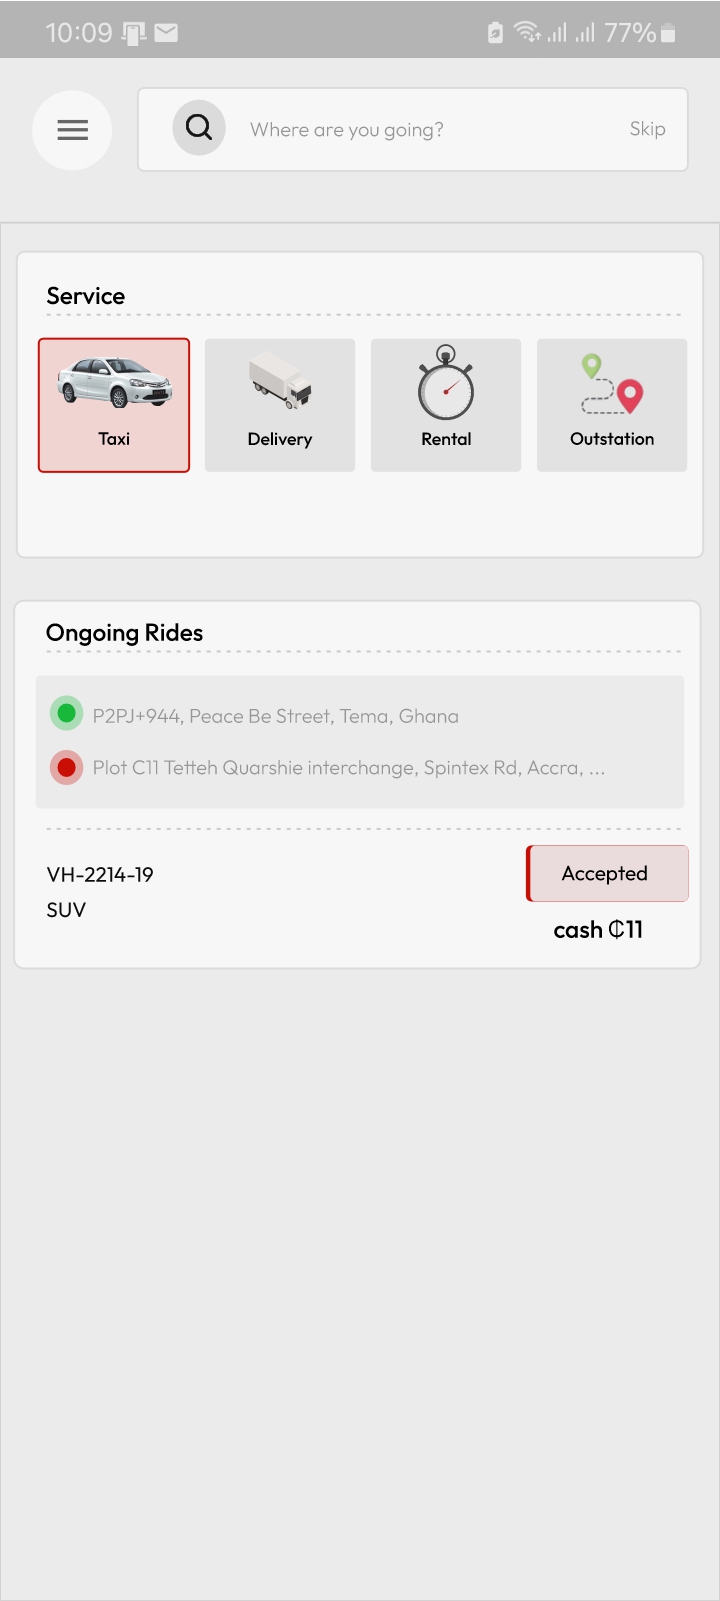 10:09 77%
Where are you going? Skip
Service
Taxi Delivery Rental Outstation
Ongoing Rides
P2PJ+944, Peace Be Street, Tema, Ghana
Plot C11 Tetteh Quarshie interchange, Spintex Rd, Accra, ...
VH-2214-19 Accepted
SUV
cash ₵11